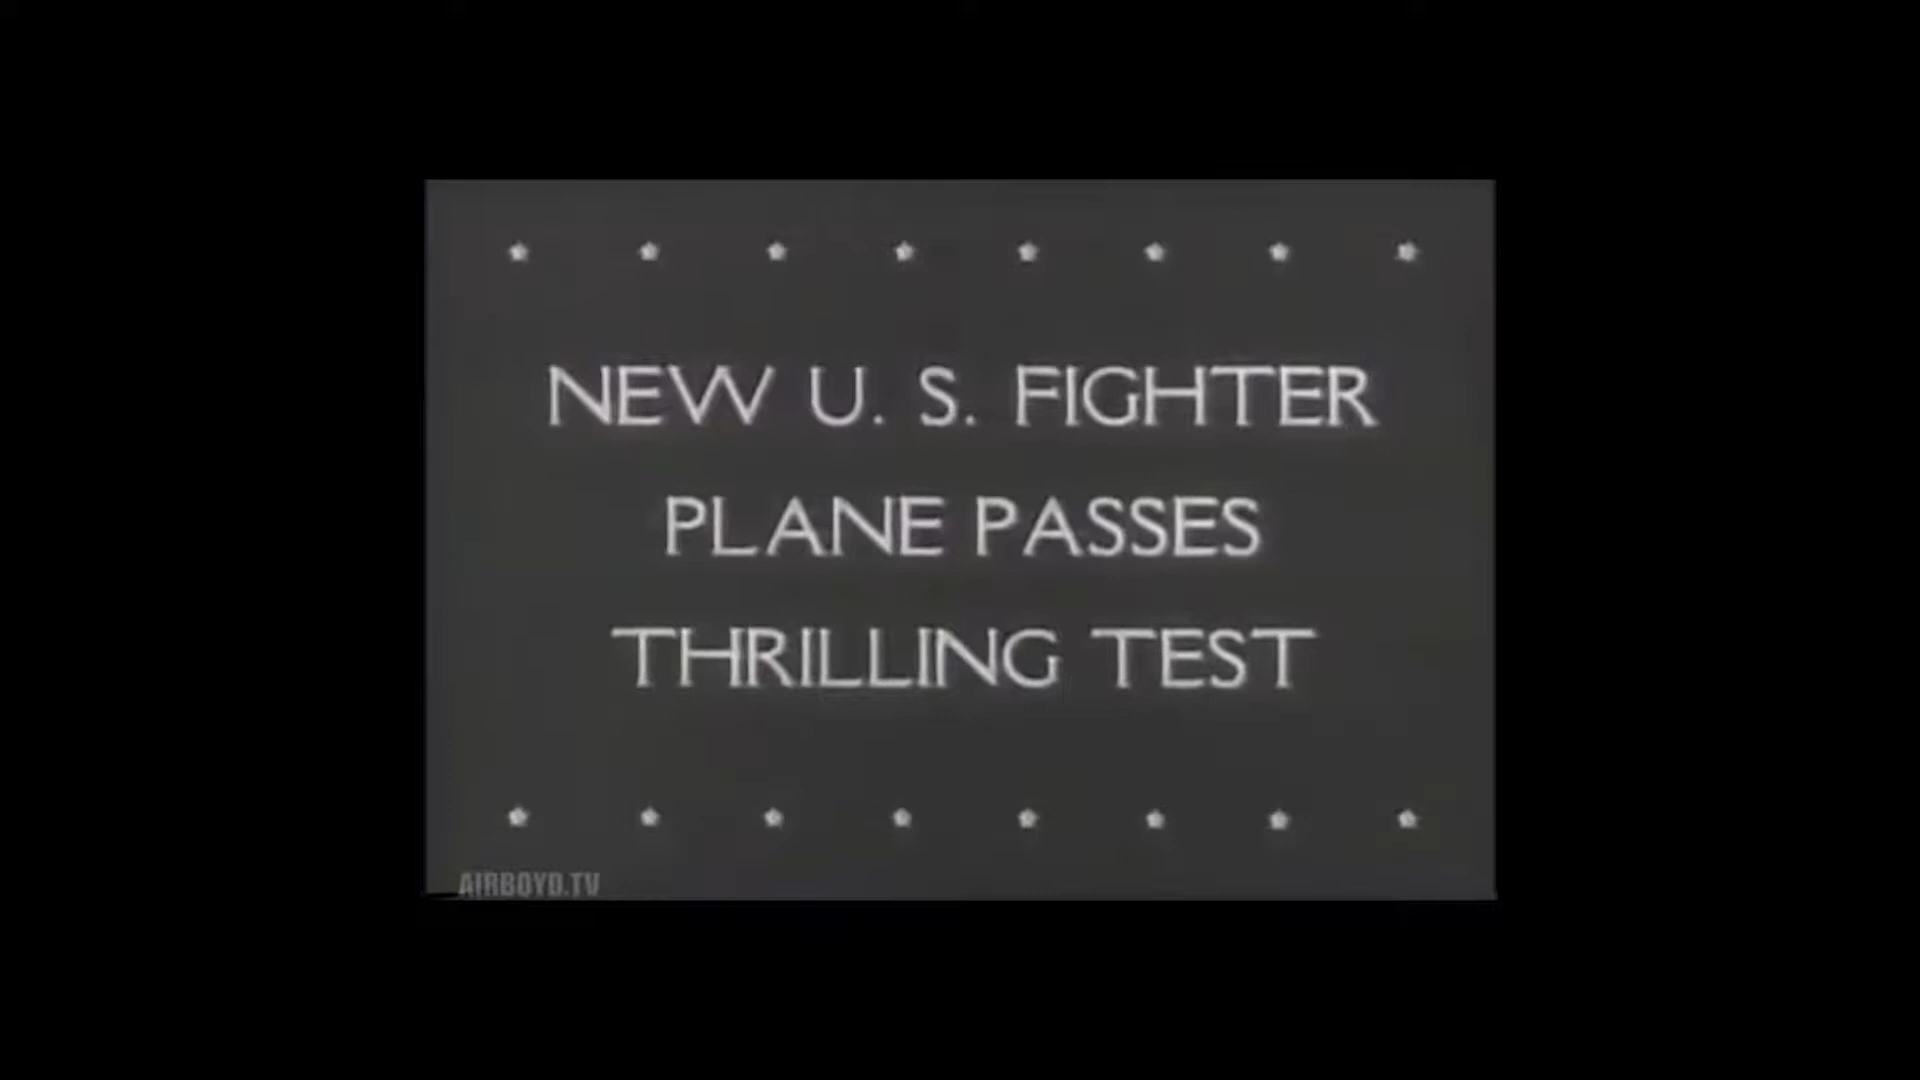 NEW U. S. FIGHTER
PLANE PASSES
THRILLING TEST
AIRBOYD.TV